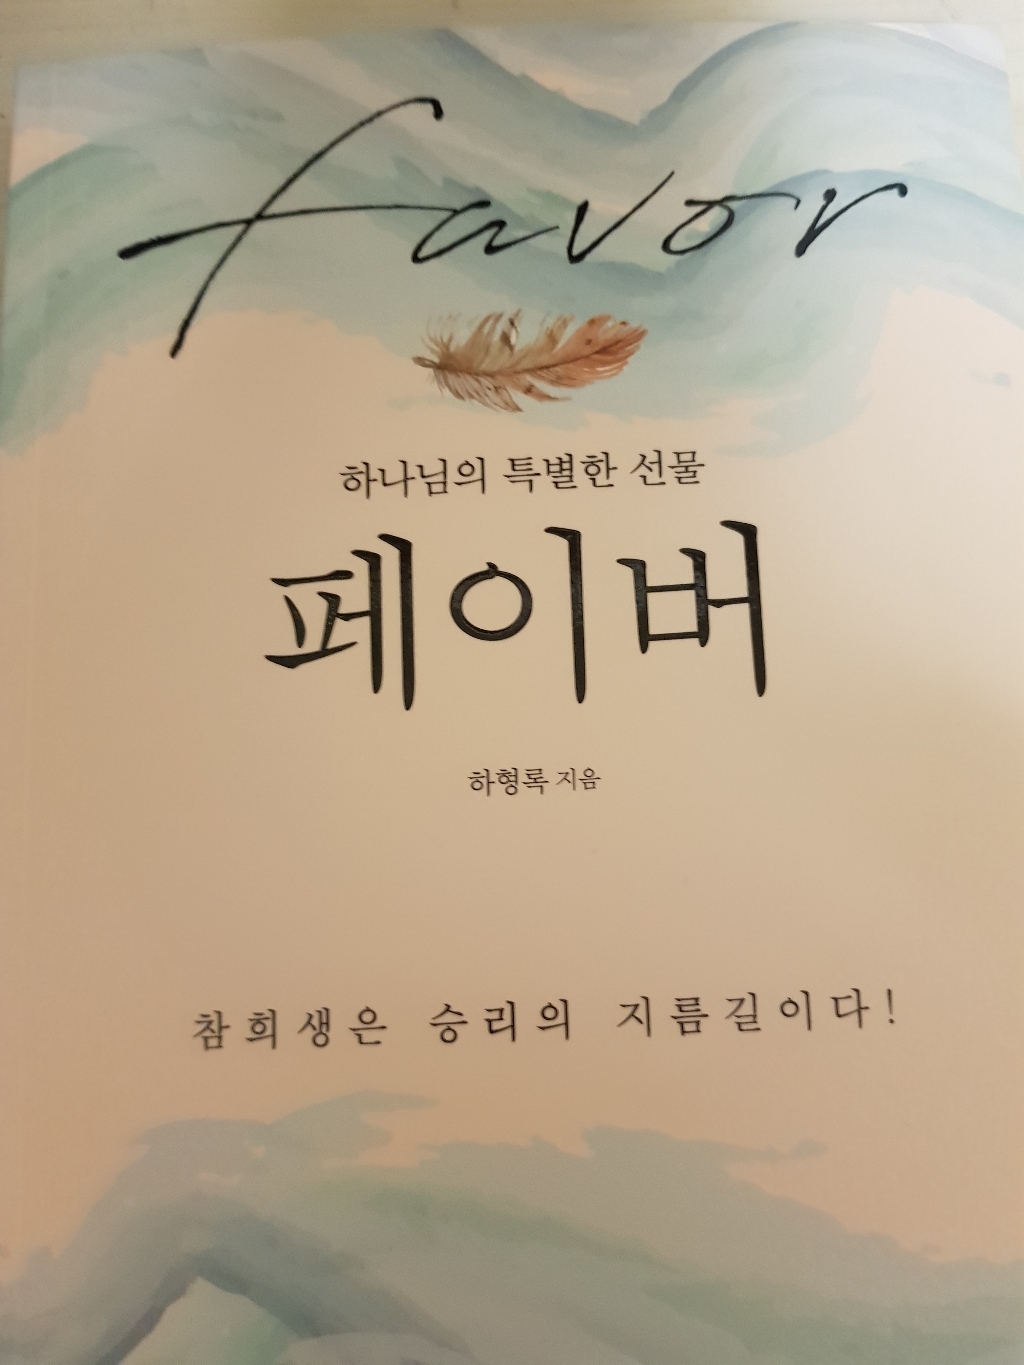 favor
하나님의 특별한 선물
페이버
하형록 지음
참희생은 승리의 지름길이다!